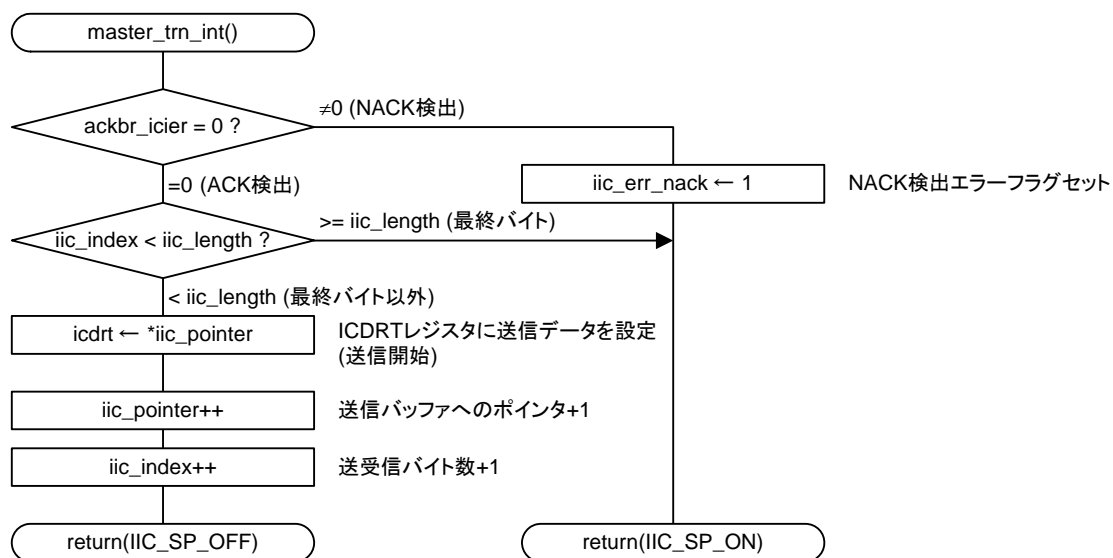 master_trn_int()
ackbr_icier = 0 ?
≠0 (NACK検出)
=0 (ACK検出)
iic_err_nack ← 1
NACK検出エラーフラグセット
iic_index < iic_length ?
>= iic_length (最終バイト)
< iic_length (最終バイト以外)
icdrt ← *iic_pointer
ICDRTレジスタに送信データを設定
(送信開始)
iic_pointer++
送信バッファへのポインタ+1
iic_index++
送受信バイト数+1
return(IIC_SP_OFF)
return(IIC_SP_ON)